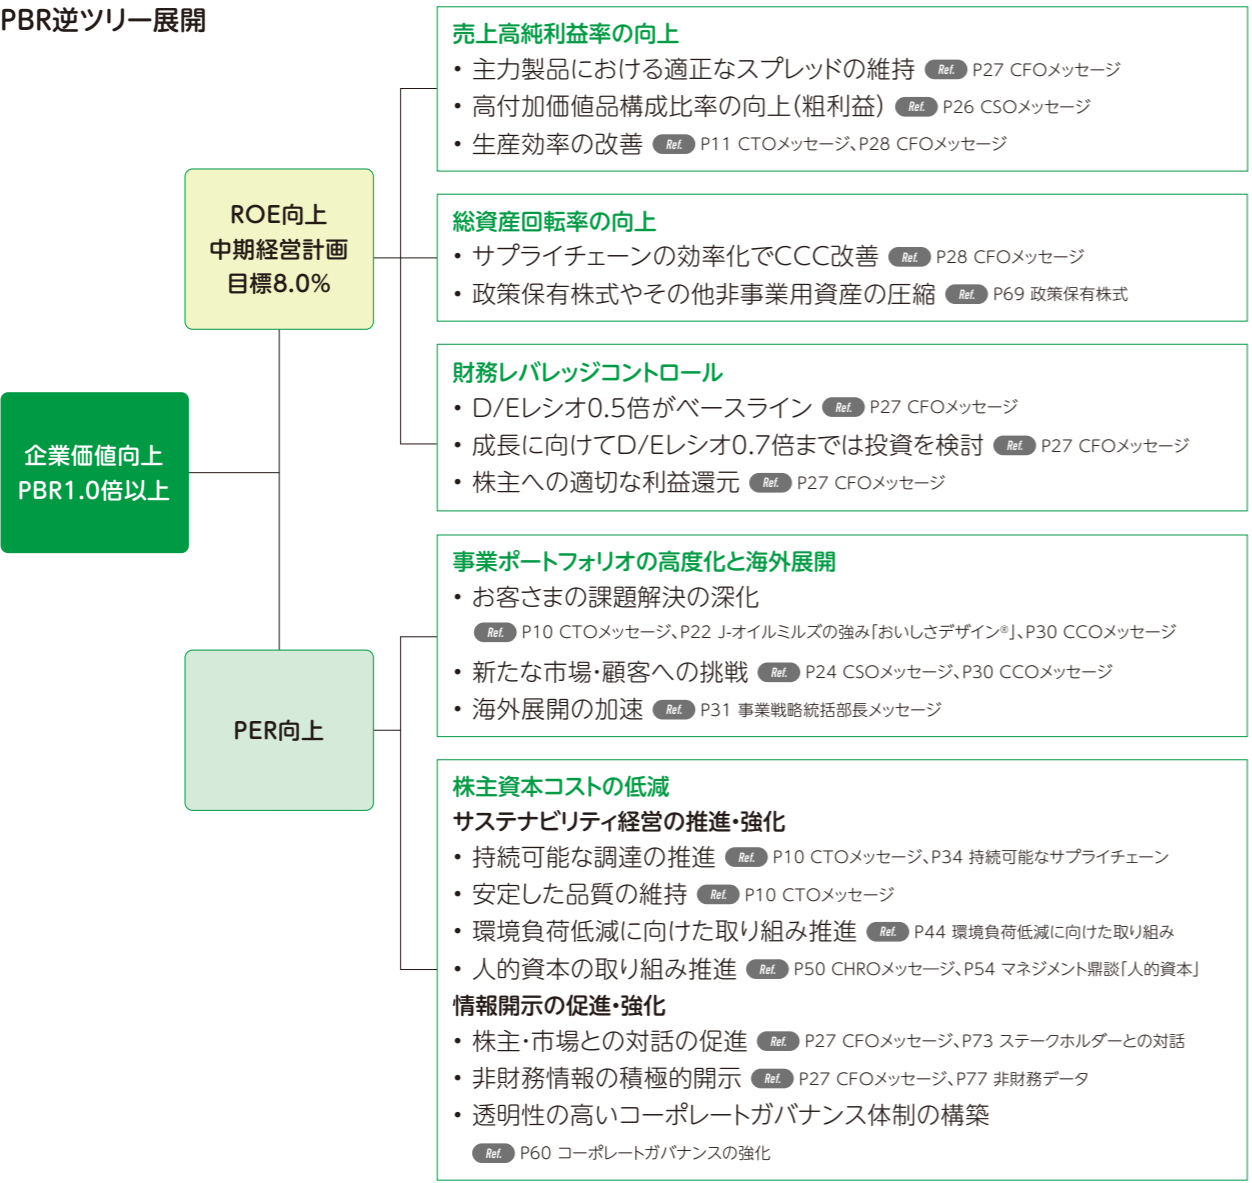 PBR逆ツリー展開
企業価値向上
PBR1.0倍以上
ROE向上
中期経営計画
目標8.0%
売上高純利益率の向上
・主力製品における適正なスプレッドの維持 Ref. P27 CFOメッセージ
・高付加価値品構成比率の向上(粗利益) Ref. P26 CSOメッセージ
・生産効率の改善 Ref. P11 CTOメッセージ、P28 CFOメッセージ
総資産回転率の向上
・サプライチェーンの効率化でCCC改善 Ref. P28 CFOメッセージ
・政策保有株式やその他非事業用資産の圧縮 Ref. P69 政策保有株式
財務レバレッジコントロール
・D/Eレシオ0.5倍がベースライン Ref. P27 CFOメッセージ
・成長に向けてD/Eレシオ0.7倍までは投資を検討 Ref. P27 CFOメッセージ
・株主への適切な利益還元 Ref. P27 CFOメッセージ
PER向上
事業ポートフォリオの高度化と海外展開
・お客さまの課題解決の深化
Ref. P10 CTOメッセージ、P22 J-オイルミルズの強み「おいしさデザイン®」、P30 CCOメッセージ
・新たな市場・顧客への挑戦 Ref. P24 CSOメッセージ、P30 CCOメッセージ
・海外展開の加速 Ref. P31 事業戦略統括部長メッセージ
株主資本コストの低減
サステナビリティ経営の推進・強化
・持続可能な調達の推進 Ref. P10 CTOメッセージ、P34 持続可能なサプライチェーン
・安定した品質の維持 Ref. P10 CTOメッセージ
・環境負荷低減に向けた取り組み推進 Ref. P44 環境負荷低減に向けた取り組み
・人的資本の取り組み推進 Ref. P50 CHROメッセージ、P54 マネジメント鼎談「人的資本」
情報開示の促進・強化
・株主・市場との対話の促進 Ref. P27 CFOメッセージ、P73 ステークホルダーとの対話
・非財務情報の積極的開示 Ref. P27 CFOメッセージ、P77 非財務データ
・透明性の高いコーポレートガバナンス体制の構築
Ref. P60 コーポレートガバナンスの強化